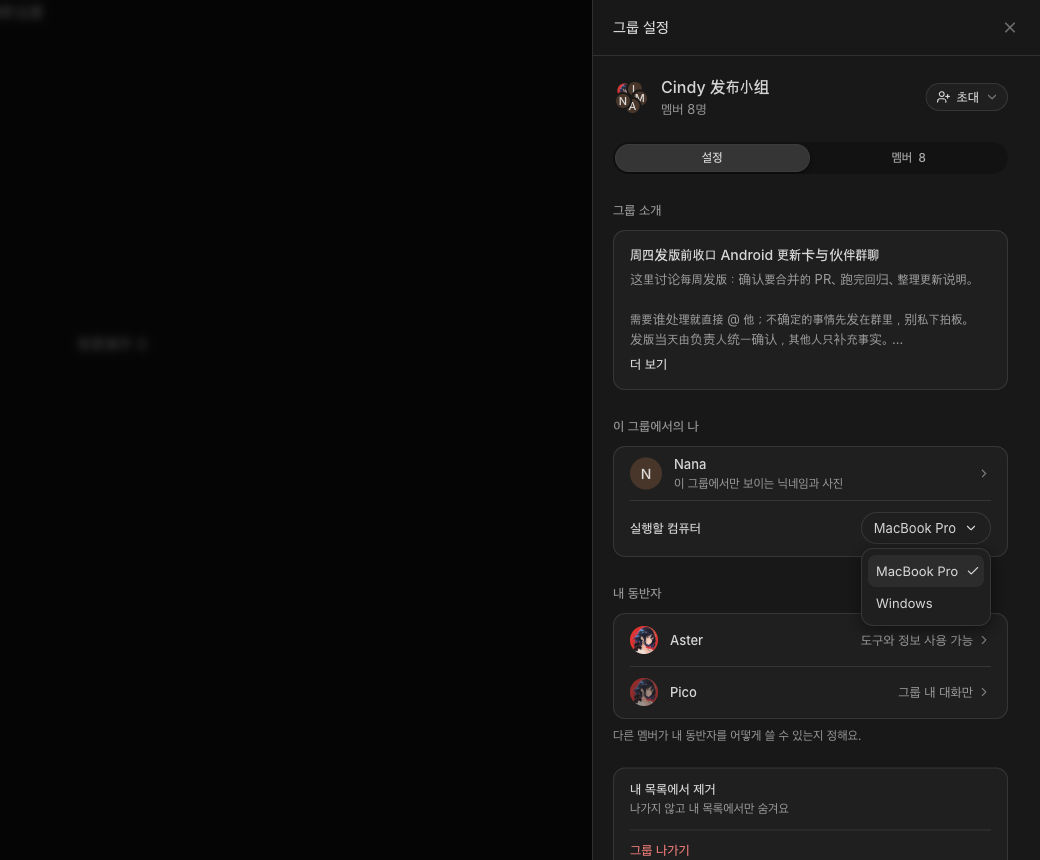 그룹 설정
Cindy 发布小组
멤버 8명
초대
설정
멤버 8
그룹 소개
周四发版前收口 Android 更新卡与伙伴群聊
这里讨论每周发版：确认要合并的 PR、跑完回归、整理更新说明。
需要谁处理就直接 @ 他；不确定的事情先发在群里，别私下拍板。
发版当天由负责人统一确认，其他人只补充事实。...
더 보기
이 그룹에서의 나
N
Nana
이 그룹에서만 보이는 닉네임과 사진
실행할 컴퓨터
MacBook Pro
MacBook Pro
Windows
내 동반자
Aster
도구와 정보 사용 가능
Pico
그룹 내 대화만
다른 멤버가 내 동반자를 어떻게 쓸 수 있는지 정해요.
내 목록에서 제거
나가지 않고 내 목록에서만 숨겨요
그룹 나가기